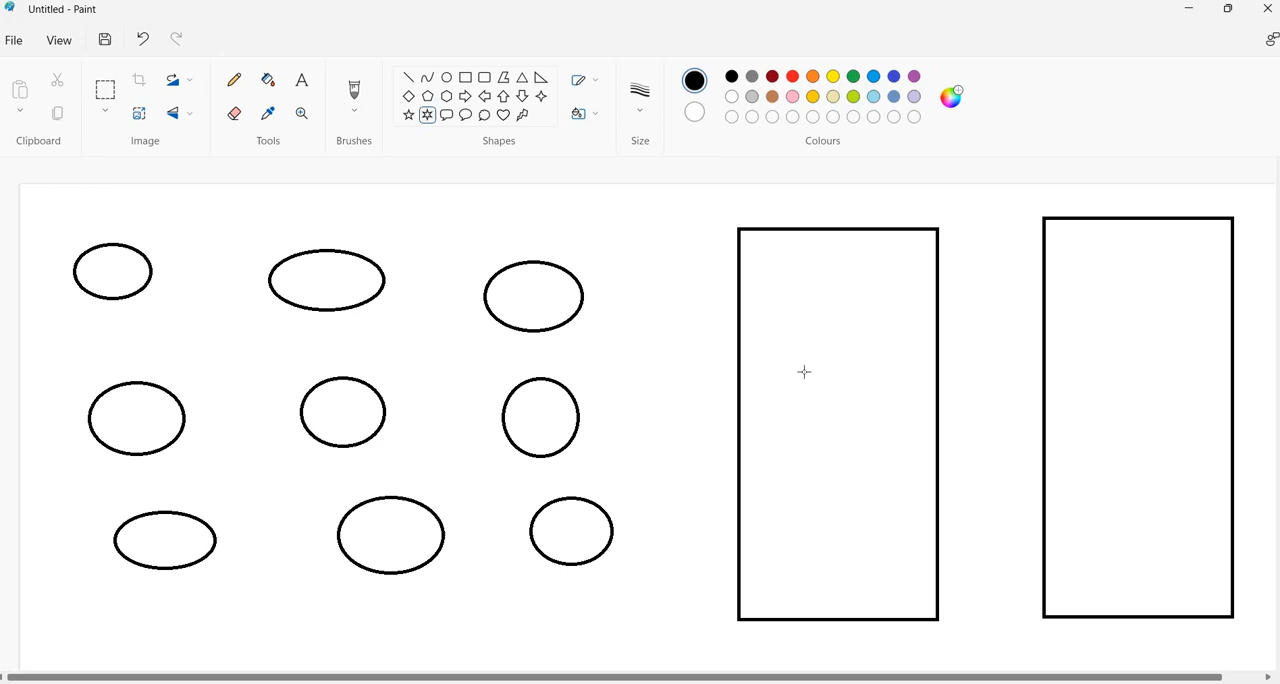 Untitled - Paint
File View
Clipboard Image Tools Brushes Shapes Size Colours